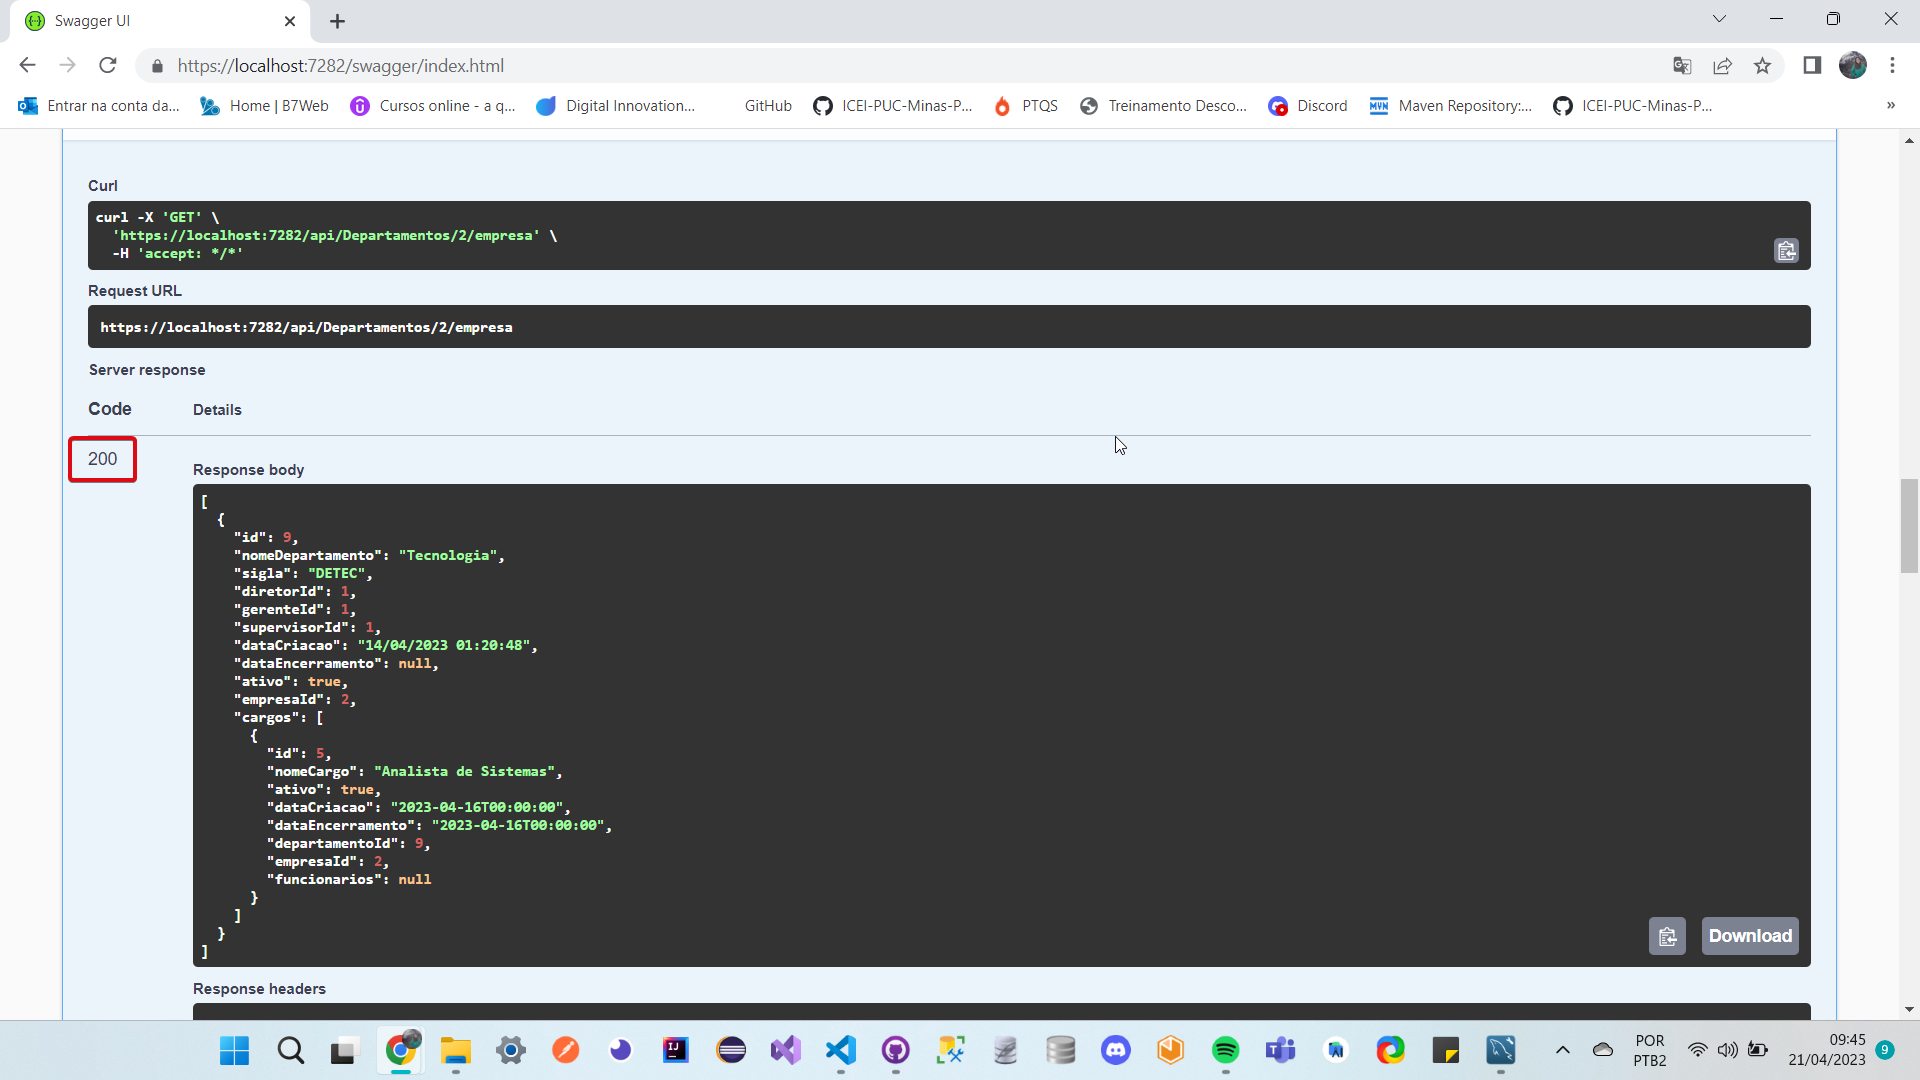 Swagger UI
https://localhost:7282/swagger/index.html
Entrar na conta da...
Home | B7Web
Cursos online - a q...
Digital Innovation...
GitHub
ICEI-PUC-Minas-P...
PTQS
Treinamento Desco...
Discord
MVN
Maven Repository:...
ICEI-PUC-Minas-P...
»
Curl
curl -X 'GET' \
'https://localhost:7282/api/Departamentos/2/empresa' \
-H 'accept: */*'
Request URL
https://localhost:7282/api/Departamentos/2/empresa
Server response
Code Details
200
Response body
[
{
"id": 9,
"nomeDepartamento": "Tecnologia",
"sigla": "DETEC",
"diretorId": 1,
"gerenteId": 1,
"supervisorId": 1,
"dataCriacao": "14/04/2023 01:20:48",
"dataEncerramento": null,
"ativo": true,
"empresaId": 2,
"cargos": [
{
"id": 5,
"nomeCargo": "Analista de Sistemas",
"ativo": true,
"dataCriacao": "2023-04-16T00:00:00",
"dataEncerramento": "2023-04-16T00:00:00",
"departamentoId": 9,
"empresaId": 2,
"funcionarios": null
}
]
}
]
Download
Response headers
POR
PTB2
09:45
21/04/2023
9